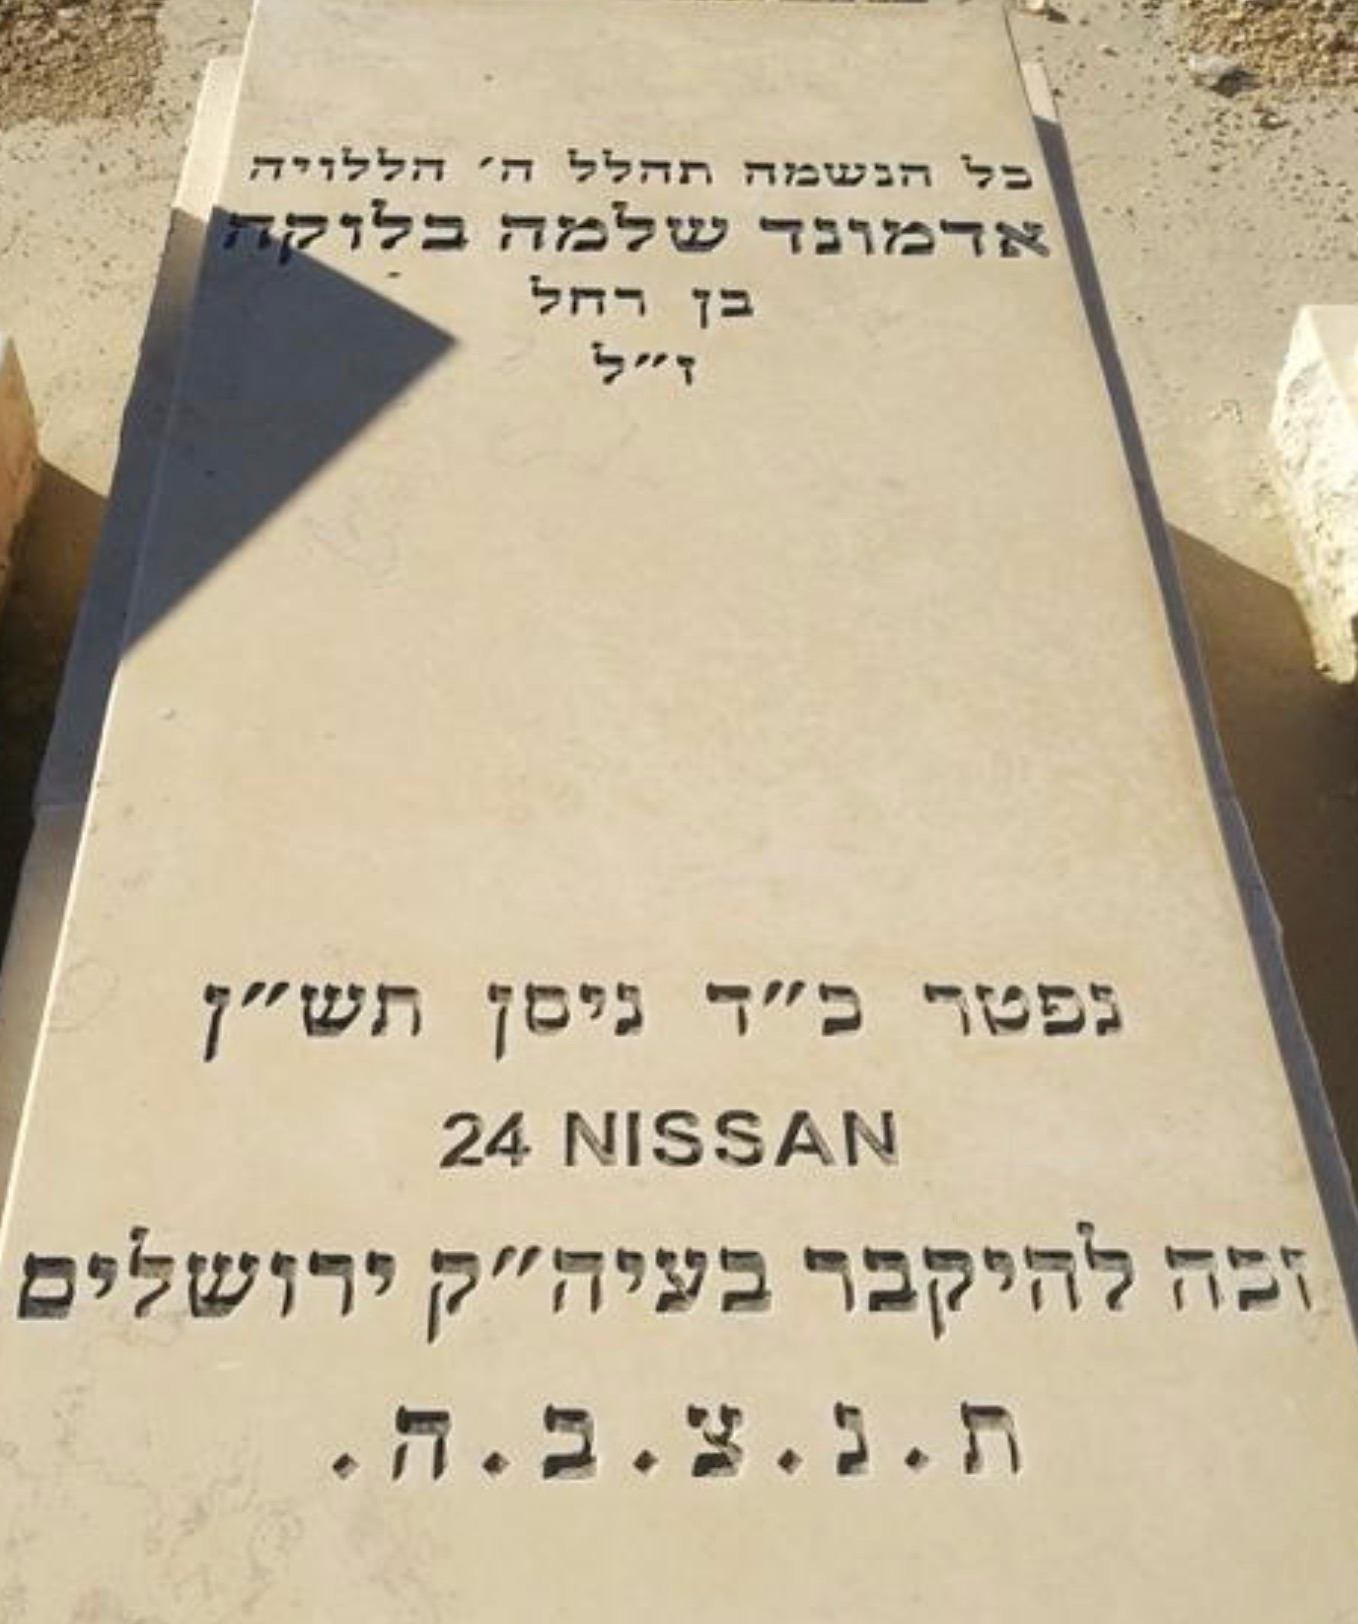 כל הנשמה תהלל ה׳ הללויה
אדמונד שלמה בלוקה
בן רחל
ז״ל
נפטר כ״ד ניסן תש״ן
24 NISSAN
זכה להיקבר בעיה״ק ירושלים
ת.נ.צ.ב.ה.